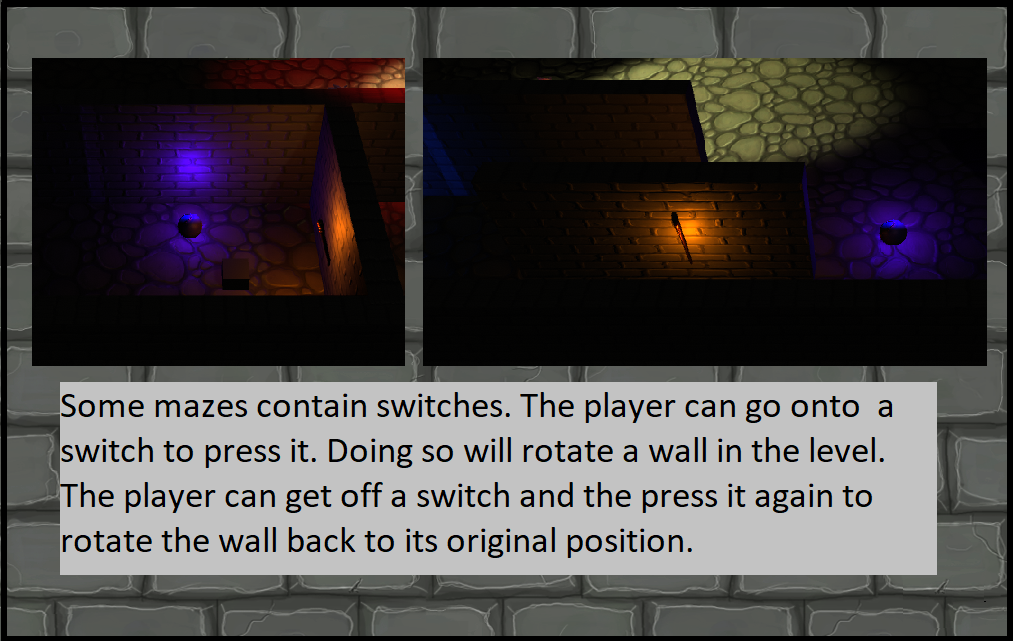 Some mazes contain switches. The player can go onto  a
switch to press it. Doing so will rotate a wall in the level.
The player can get off a switch and the press it again to
rotate the wall back to its original position.